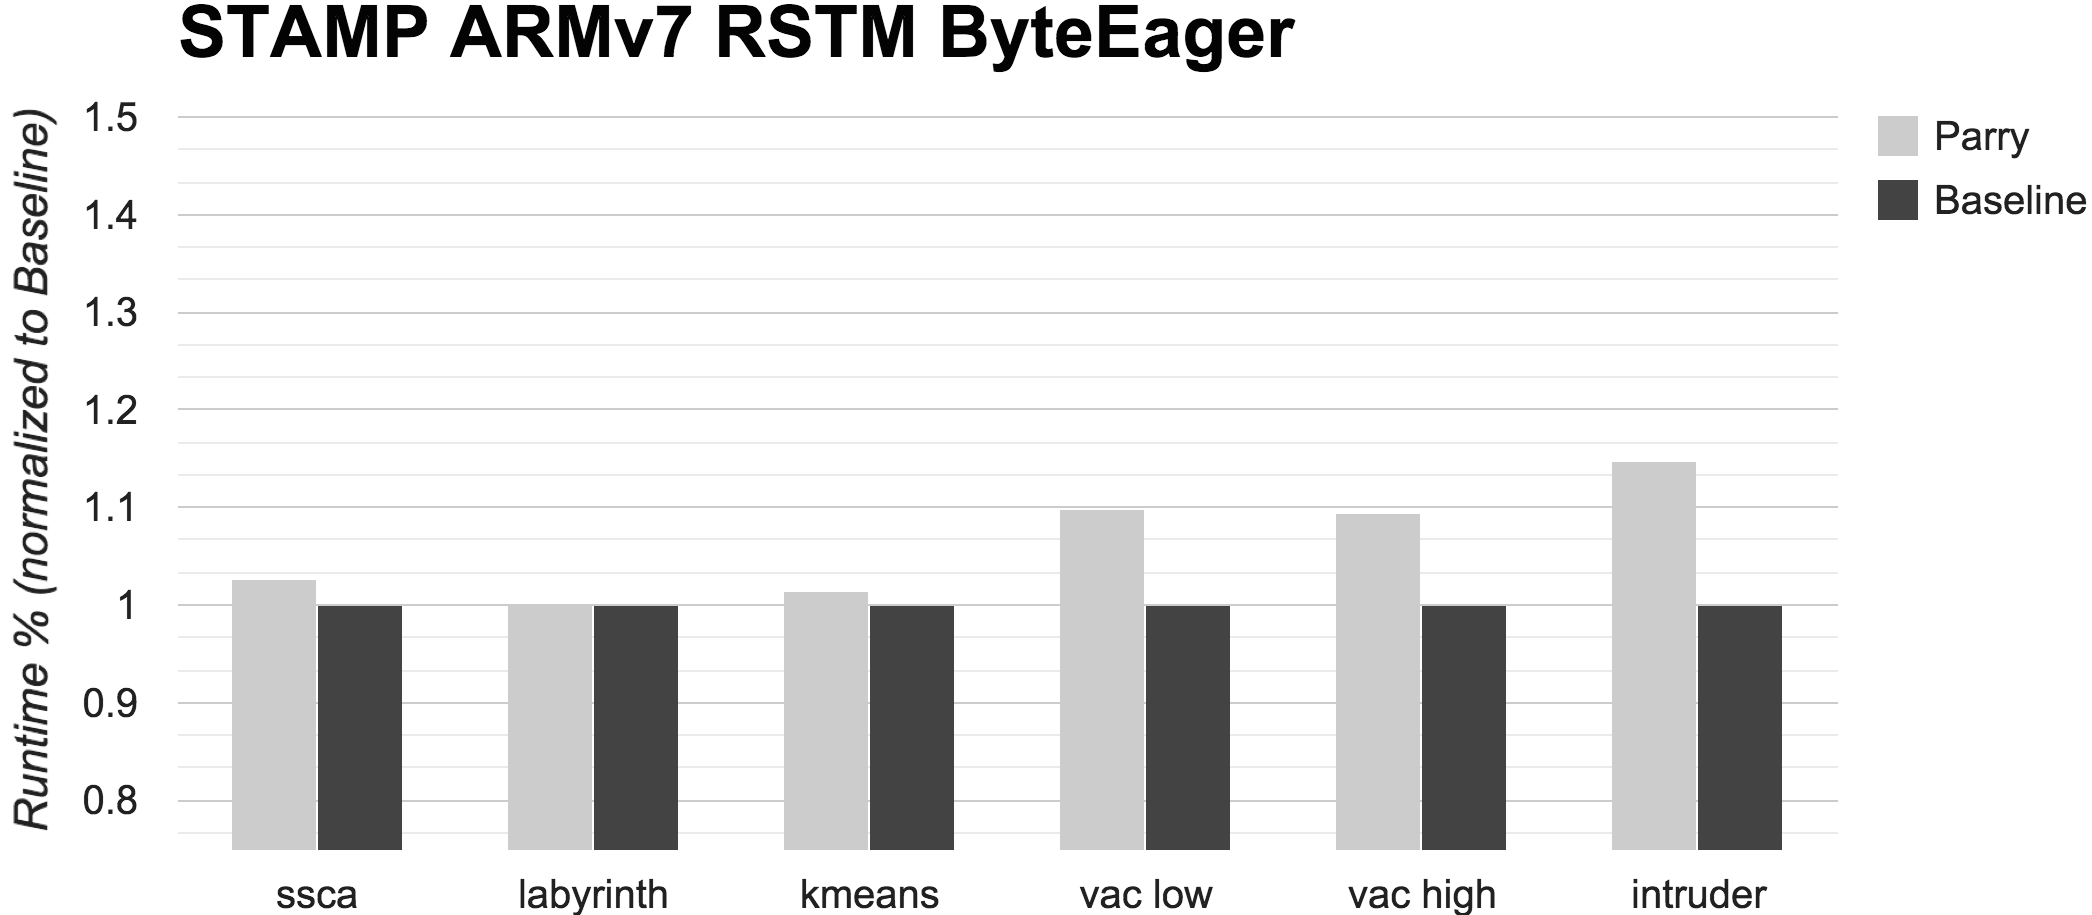 STAMP ARMv7 RSTM ByteEager
Runtime % (normalized to Baseline)
1.5
1.4
1.3
1.2
1.1
1
0.9
0.8
Parry
Baseline
ssca
labyrinth
kmeans
vac low
vac high
intruder